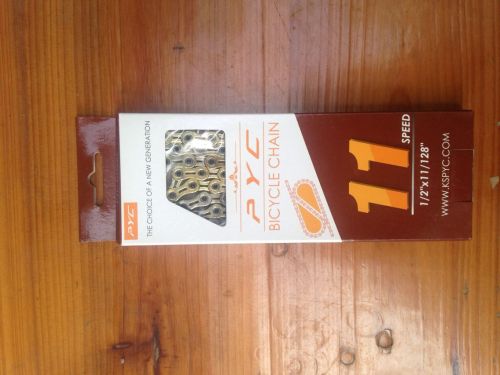 PYC
THE CHOICE OF A NEW GENERATION
PYC
BICYCLE CHAIN
11
SPEED
1/2"x11/128"
WWW.KSPYC.COM